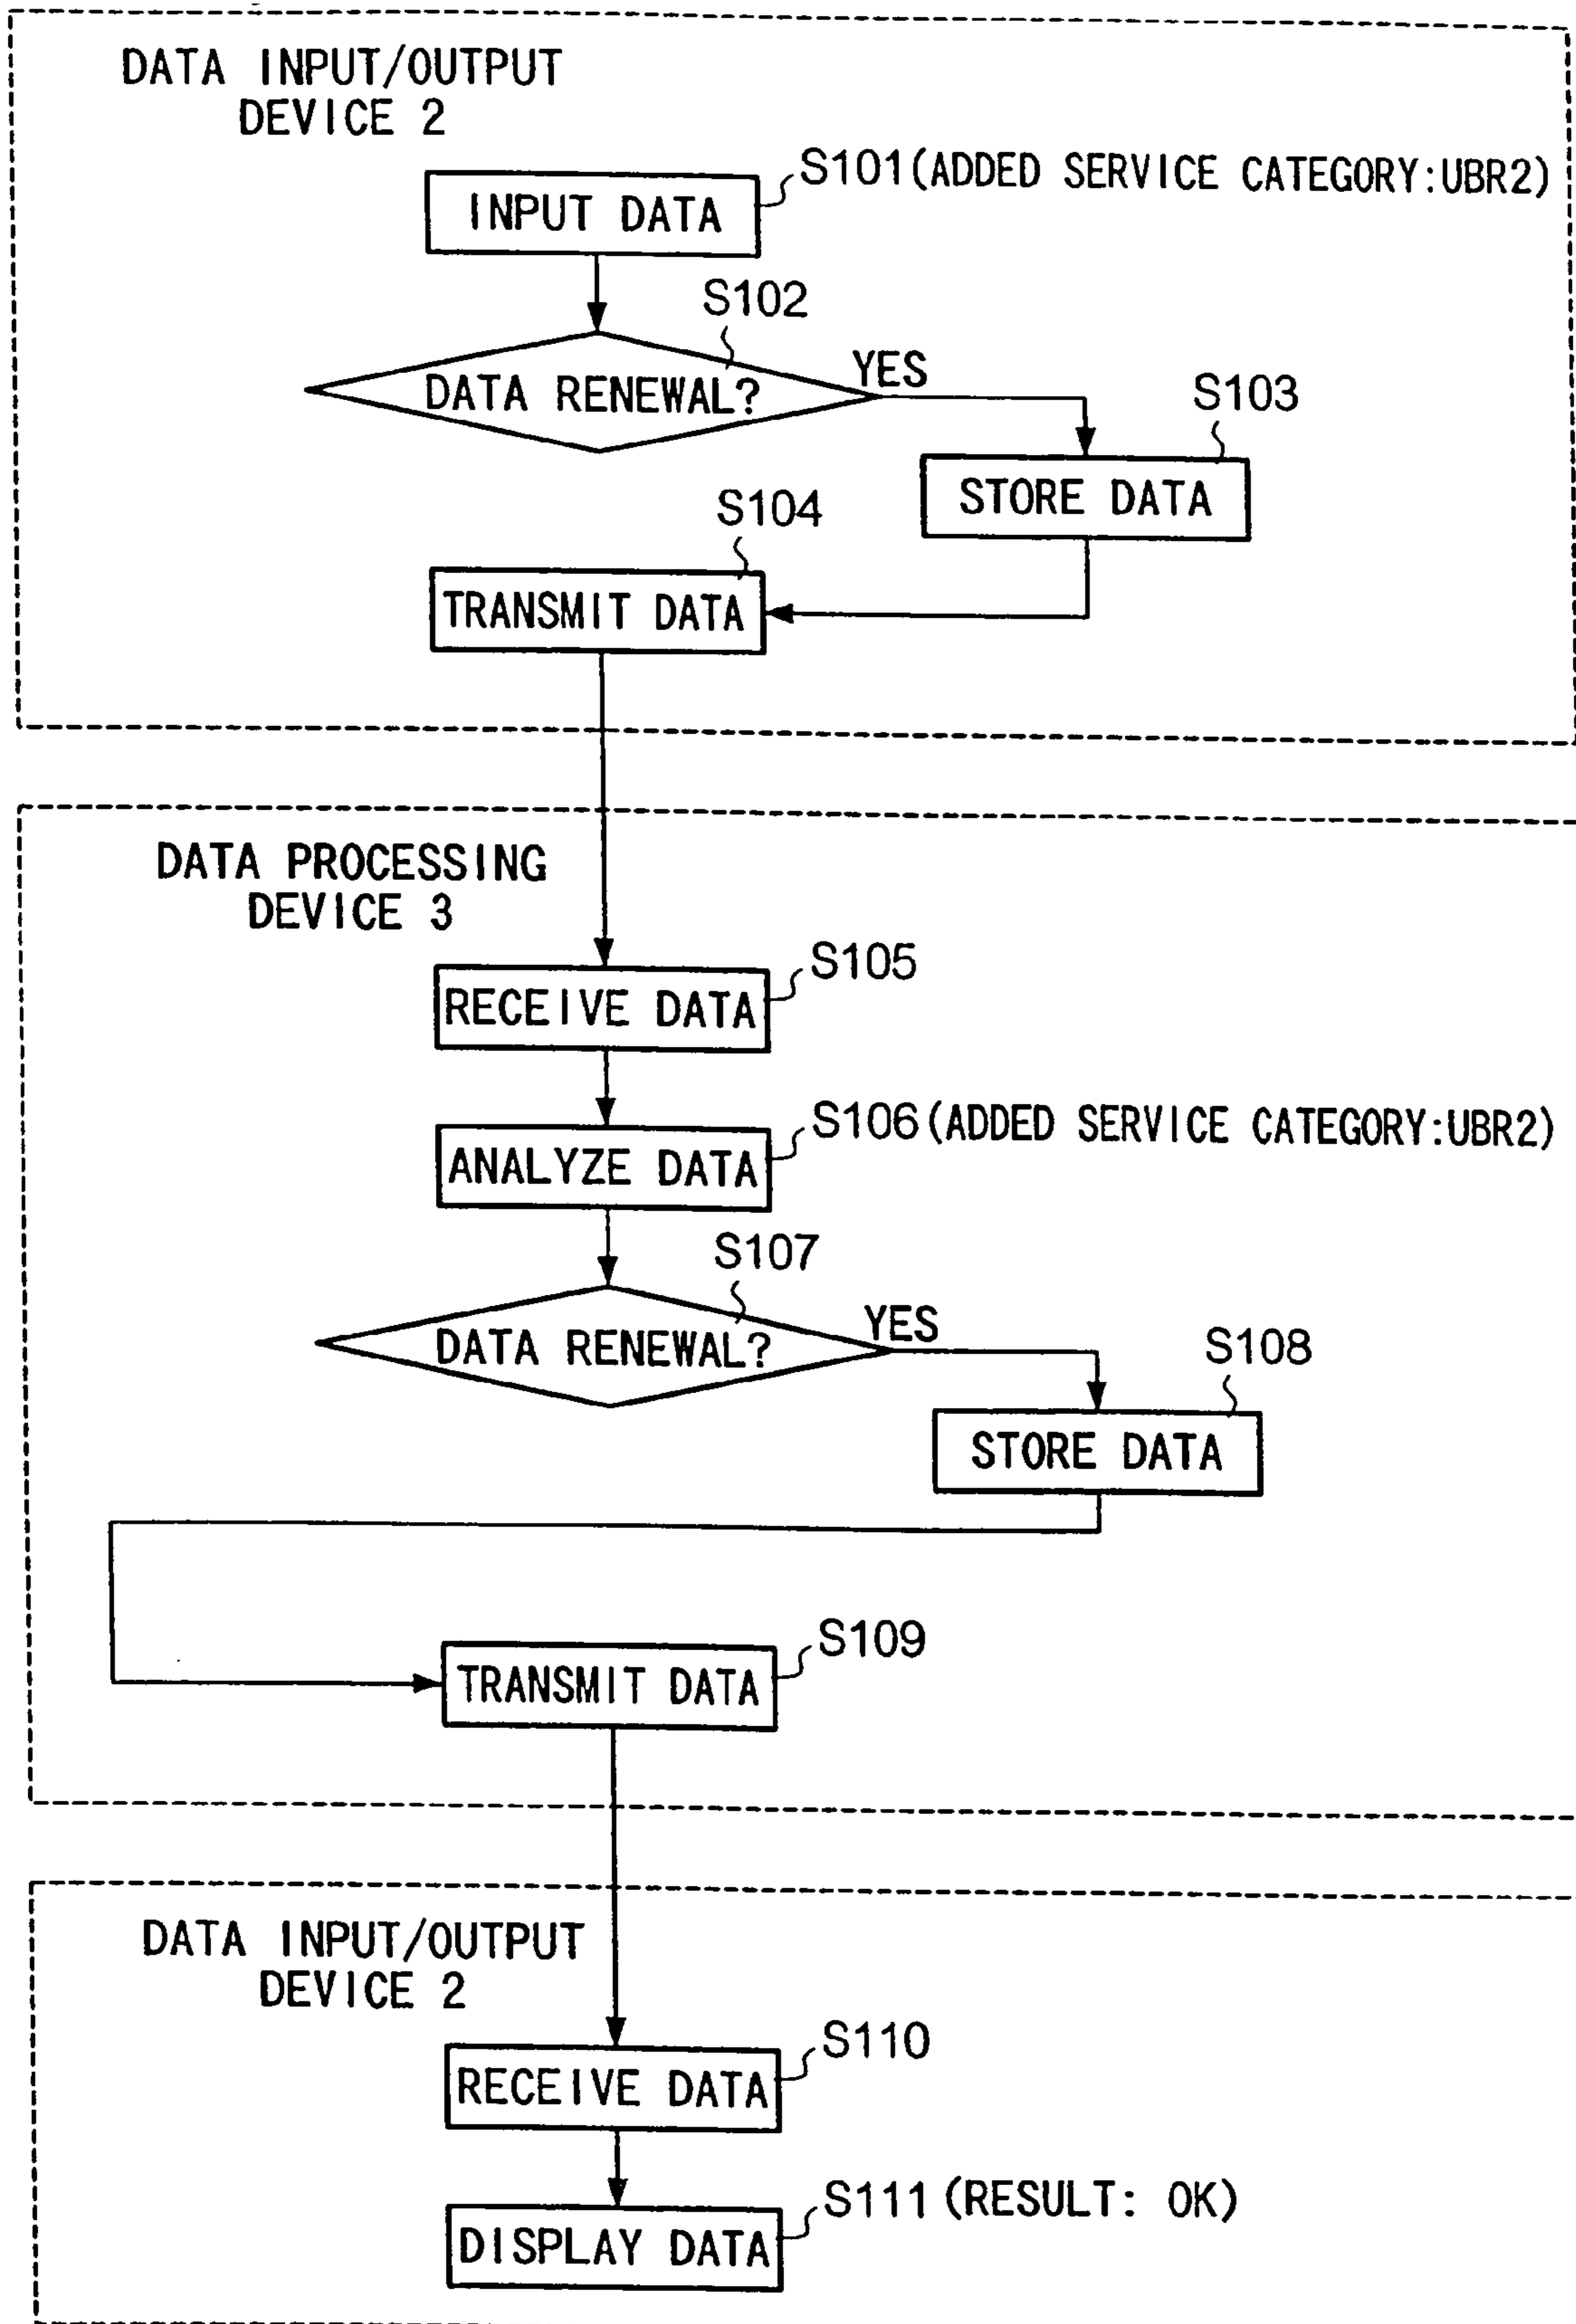 DATA INPUT/OUTPUT
DEVICE 2
S101(ADDED SERVICE CATEGORY:UBR2)
INPUT DATA
S102
DATA RENEWAL?
YES
S103
STORE DATA
S104
TRANSMIT DATA
DATA PROCESSING
DEVICE 3
S105
RECEIVE DATA
S106(ADDED SERVICE CATEGORY:UBR2)
ANALYZE DATA
S107
DATA RENEWAL?
YES
S108
STORE DATA
S109
TRANSMIT DATA
DATA INPUT/OUTPUT
DEVICE 2
S110
RECEIVE DATA
S111(RESULT: OK)
DISPLAY DATA